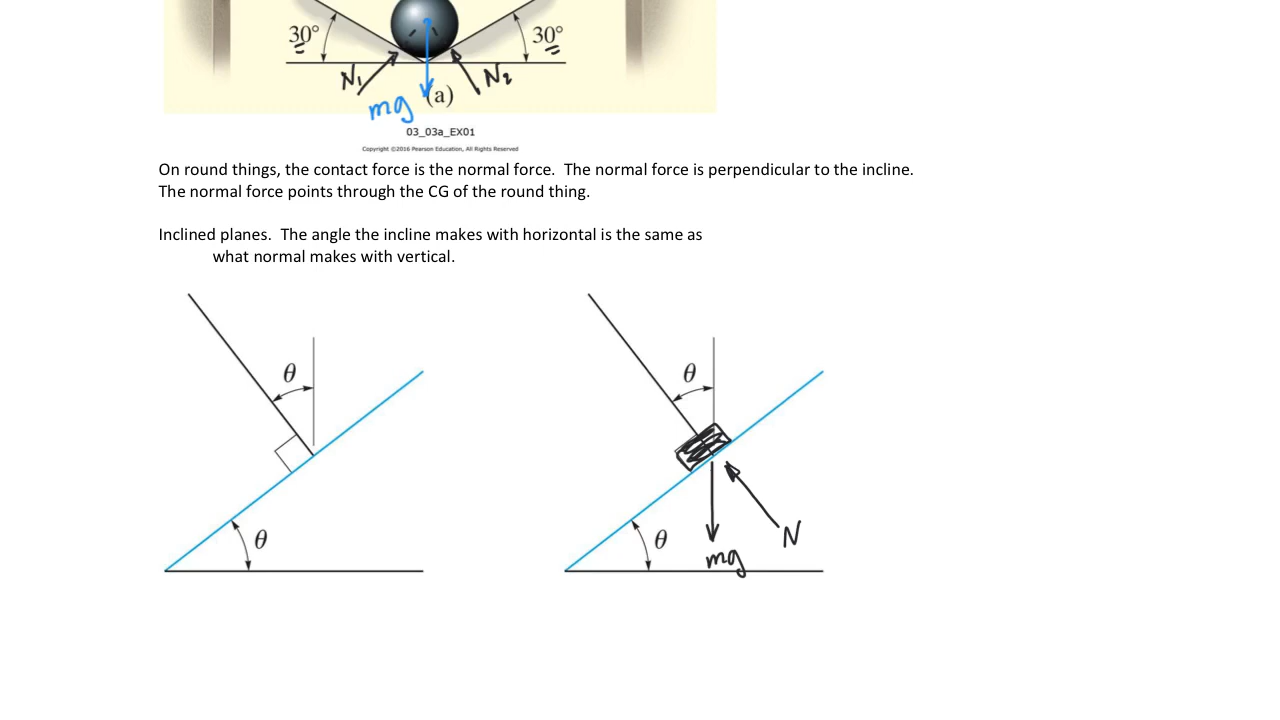 30°
30°
N₁
N₂
mg
(a)
03_03a_EX01
Copyright ©2016 Pearson Education, All Rights Reserved
On round things, the contact force is the normal force.  The normal force is perpendicular to the incline.
The normal force points through the CG of the round thing.
Inclined planes.  The angle the incline makes with horizontal is the same as
what normal makes with vertical.
θ
θ
θ
θ
mg
N